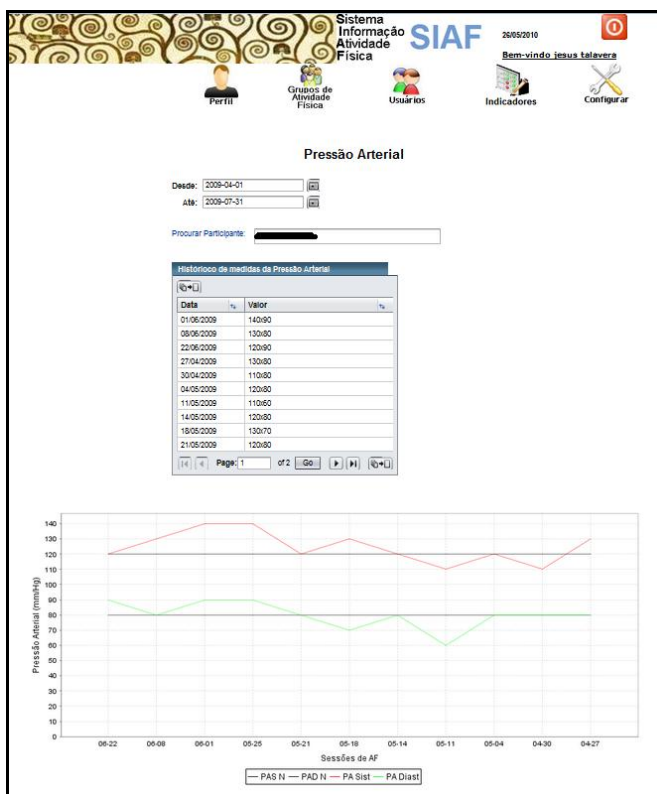 Sistema
Informação
Atividade
Física
SIAF
26/05/2010
Bem-vindo jesus talavera
Perfil
Grupos de
Atividade
Física
Usuários
Indicadores
Configurar
Pressão Arterial
Desde: 2009-04-01
Ate: 2009-07-31
Procurar Participante:
Históríoco de medidas da Pressão Arterial
Data Valor
01/06/2009 140x90
08/06/2009 130x80
22/06/2009 120x90
27/04/2009 130x80
30/04/2009 110x80
04/05/2009 120x80
11/05/2009 110x60
14/05/2009 120x80
18/05/2009 130x70
21/05/2009 120x80
Page: 1 of 2 Go
Pressão Arterial (mm/Hg)
140
130
120
110
100
90
80
70
60
50
40
30
20
10
0
06-22 06-08 06-01 05-25 05-21 05-18 05-14 05-11 05-04 04-30 04-27
Sessões de AF
PAS N PAD N PA Sist PA Diast